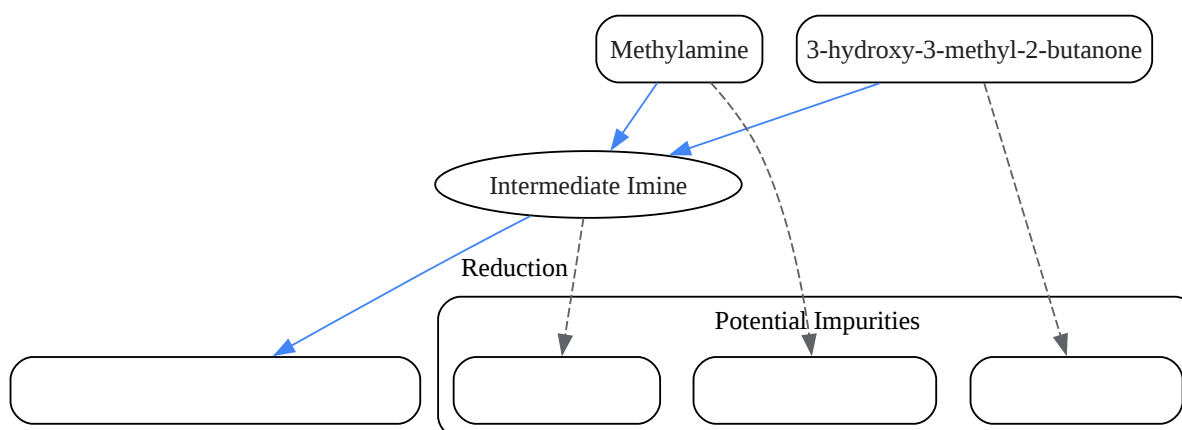 Methylamine
3-hydroxy-3-methyl-2-butanone
Intermediate Imine
Reduction
Potential Impurities